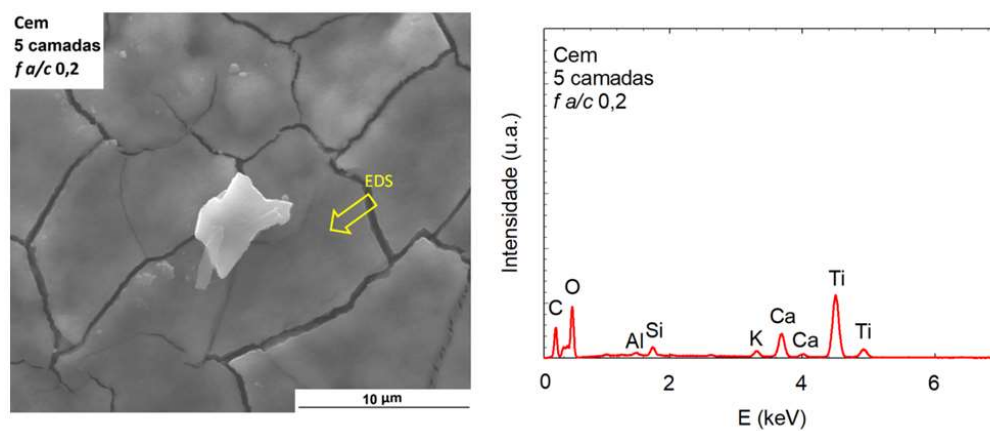 Cem
5 camadas
f a/c 0,2
EDS
10 μm
Cem
5 camadas
f a/c 0,2
Intensidade (u.a.)
C
O
Al
Si
K
Ca
Ca
Ti
Ti
0
2
4
6
E (keV)